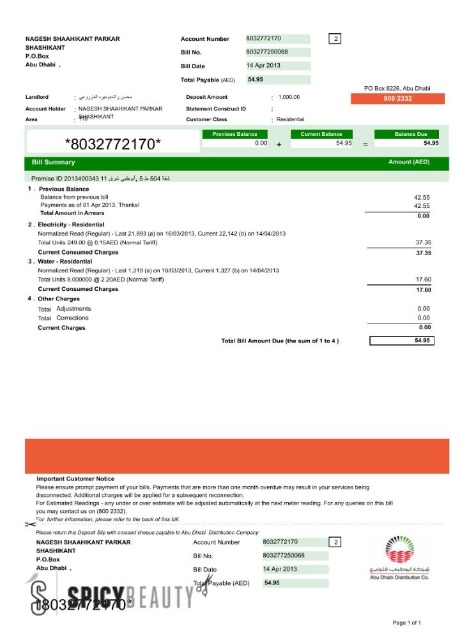 NAGESH SHAAHIKANT PARKAR
SHASHIKANT
P.O.Box
Abu Dhabi ,
Account Number 8032772170 2
Bill No. 803277250068
Bill Date 14 Apr 2013
Total Payable (AED) 54.95
PO Box 8226, Abu Dhabi
800 2332
Landlord :
Deposit Amount : 1,000.00
Account Holder : NAGESH SHAAHIKANT PARKAR
SHASHIKANT
Statement Construct ID :
Area :
Customer Class : Residential
*8032772170*
Previous Balance Current Balance Balance Due
0.00 + 54.95 = 54.95
Bill Summary Amount (AED)
Premise ID 2013400343 شقة 504 ط 5 , أبوظبي شرق 11
1 . Previous Balance
Balance from previous bill 42.55
Payments as of 01 Apr 2013. Thanks! 42.55
Total Amount in Arrears 0.00
2 . Electricity - Residential
Normalized Read (Regular) - Last 21,893 (a) on 16/03/2013, Current 22,142 (b) on 14/04/2013
Total Units 249.00 @ 0.15AED (Normal Tariff) 37.35
Current Consumed Charges 37.35
3 . Water - Residential
Normalized Read (Regular) - Last 1,319 (a) on 16/03/2013, Current 1,327 (b) on 14/04/2013
Total Units 8.000000 @ 2.20AED (Normal Tariff) 17.60
Current Consumed Charges 17.60
4 . Other Charges
Total Adjustments 0.00
Total Corrections 0.00
Current Charges 0.00
Total Bill Amount Due (the sum of 1 to 4 ) 54.95
Important Customer Notice
Please ensure prompt payment of your bills. Payments that are more than one month overdue may result in your services being
disconnected. Additional charges will be applied for a subsequent reconnection.
For Estimated Readings - any under or over estimate will be adjusted automatically at the next meter reading. For any queries on this bill
you may contact us on (800 2332).
For further information, please refer to the back of this bill
Please return this Deposit Slip with crossed cheque payable to Abu Dhabi Distribution Company
NAGESH SHAAHIKANT PARKAR
SHASHIKANT
P.O.Box
Abu Dhabi ,
Account Number 8032772170 2
Bill No. 803277250068
Bill Date 14 Apr 2013
Total Payable (AED) 54.95
شركة أبوظبي للتوزيع
Abu Dhabi Distribution Co.
SPICYBEAUTY
*8032772170*
Page 1 of 1